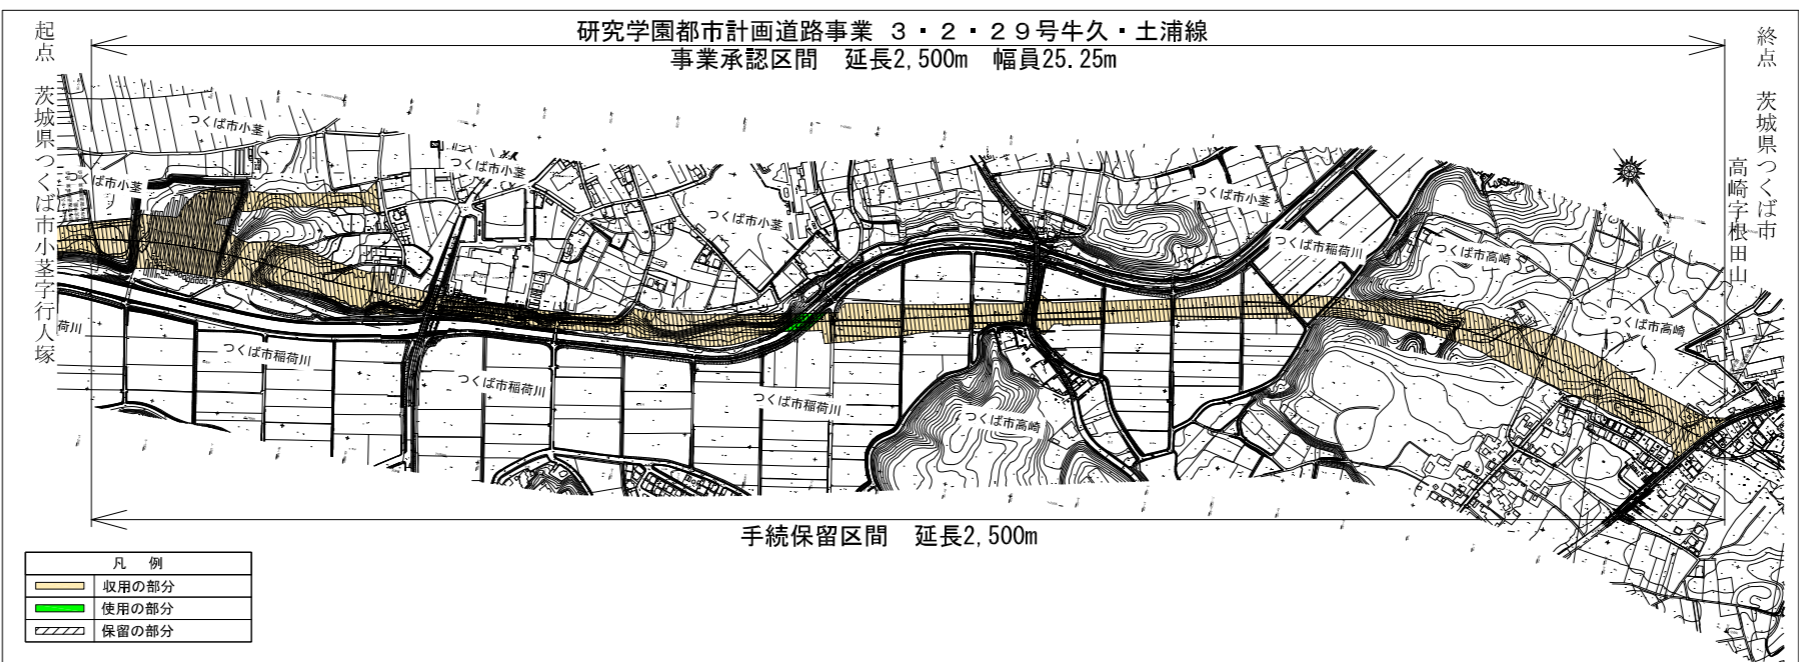 研究学園都市計画道路事業 3・2・29号牛久・土浦線
事業承認区間 延長2,500m 幅員25.25m
起点 茨城県つくば市小茎字行人塚
終点 茨城県つくば市
高崎字根田山
つくば市小茎
つくば市小茎
つくば市小茎
つくば市小茎
つくば市小茎
つくば市稲荷川
つくば市高崎
つくば市高崎
荷川
つくば市稲荷川
つくば市稲荷川
つくば市稲荷川
つくば市高崎
手続保留区間 延長2,500m
凡 例
収用の部分
使用の部分
保留の部分